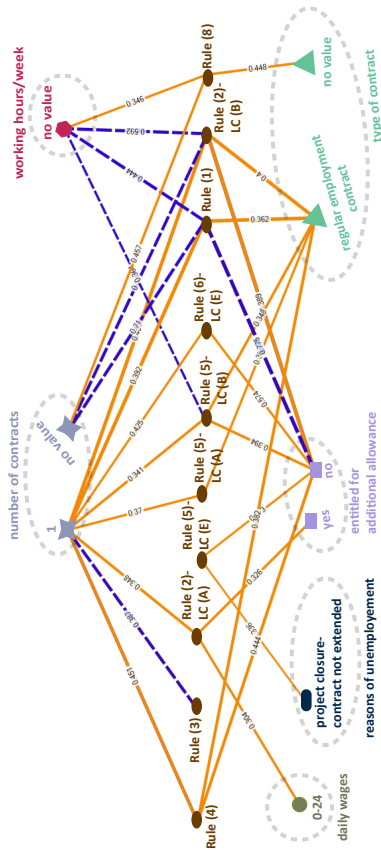 working hours/week
no value
number of contracts
1
no value
Rule (4)
Rule (3)
Rule (2)-
LC (A)
Rule (5)-
LC (E)
Rule (5)-
LC (A)
Rule (5)-
LC (B)
Rule (6)-
LC (E)
Rule (1)
Rule (2)-
LC (B)
Rule (8)
0.346
0.532
0.444
0.457
0.71
0.392
0.425
0.341
0.37
0.348
0.387
0.451
0.448
0.4
0.362
0.348
0.574
0.394
0.382
0.326
0.336
0.444
0.304
0-24
daily wages
project closure-
contract not extended
reasons of unemployement
yes
no
entitled for
additional allowance
regular employment
contract
no value
type of contract